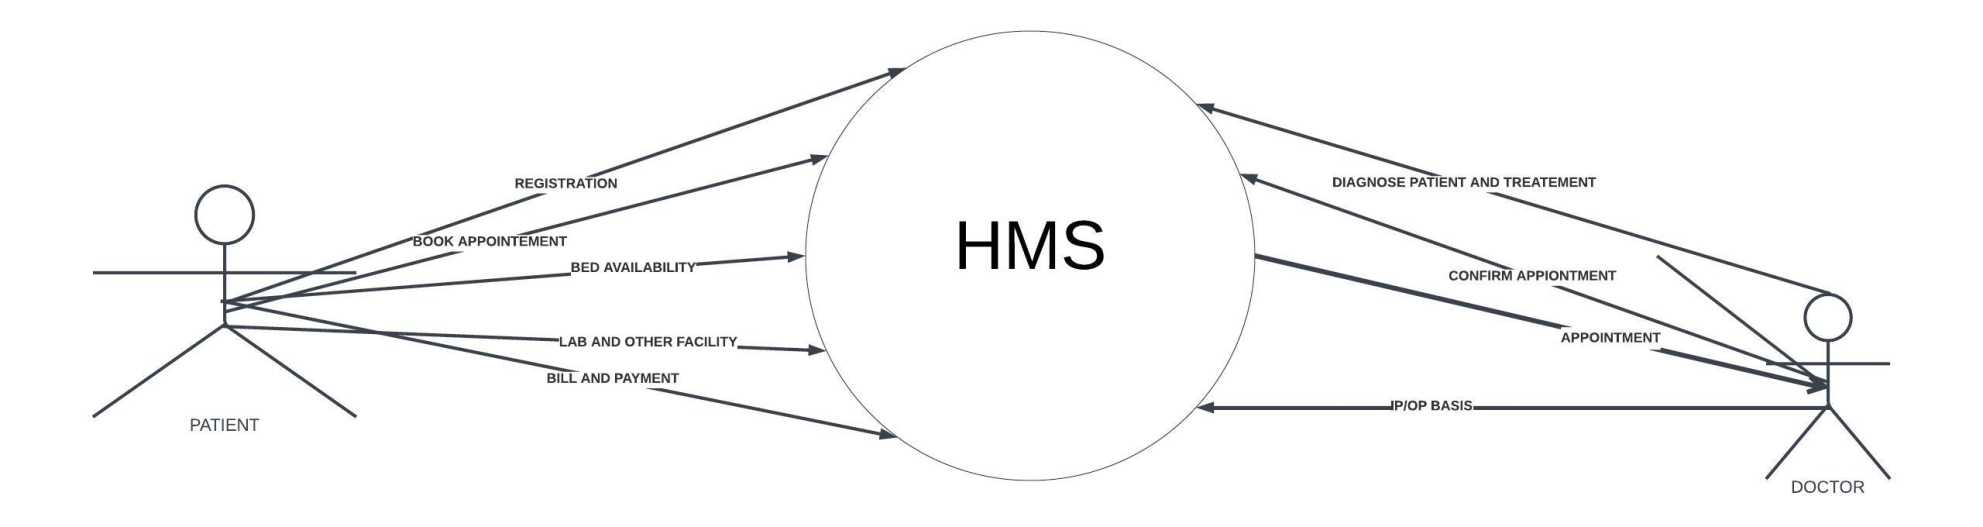 REGISTRATION
BOOK APPOINTEMENT
BED AVAILABILITY
LAB AND OTHER FACILITY
BILL AND PAYMENT
PATIENT
HMS
DIAGNOSE PATIENT AND TREATEMENT
CONFIRM APPIONTMENT
APPOINTMENT
IP/OP BASIS
DOCTOR